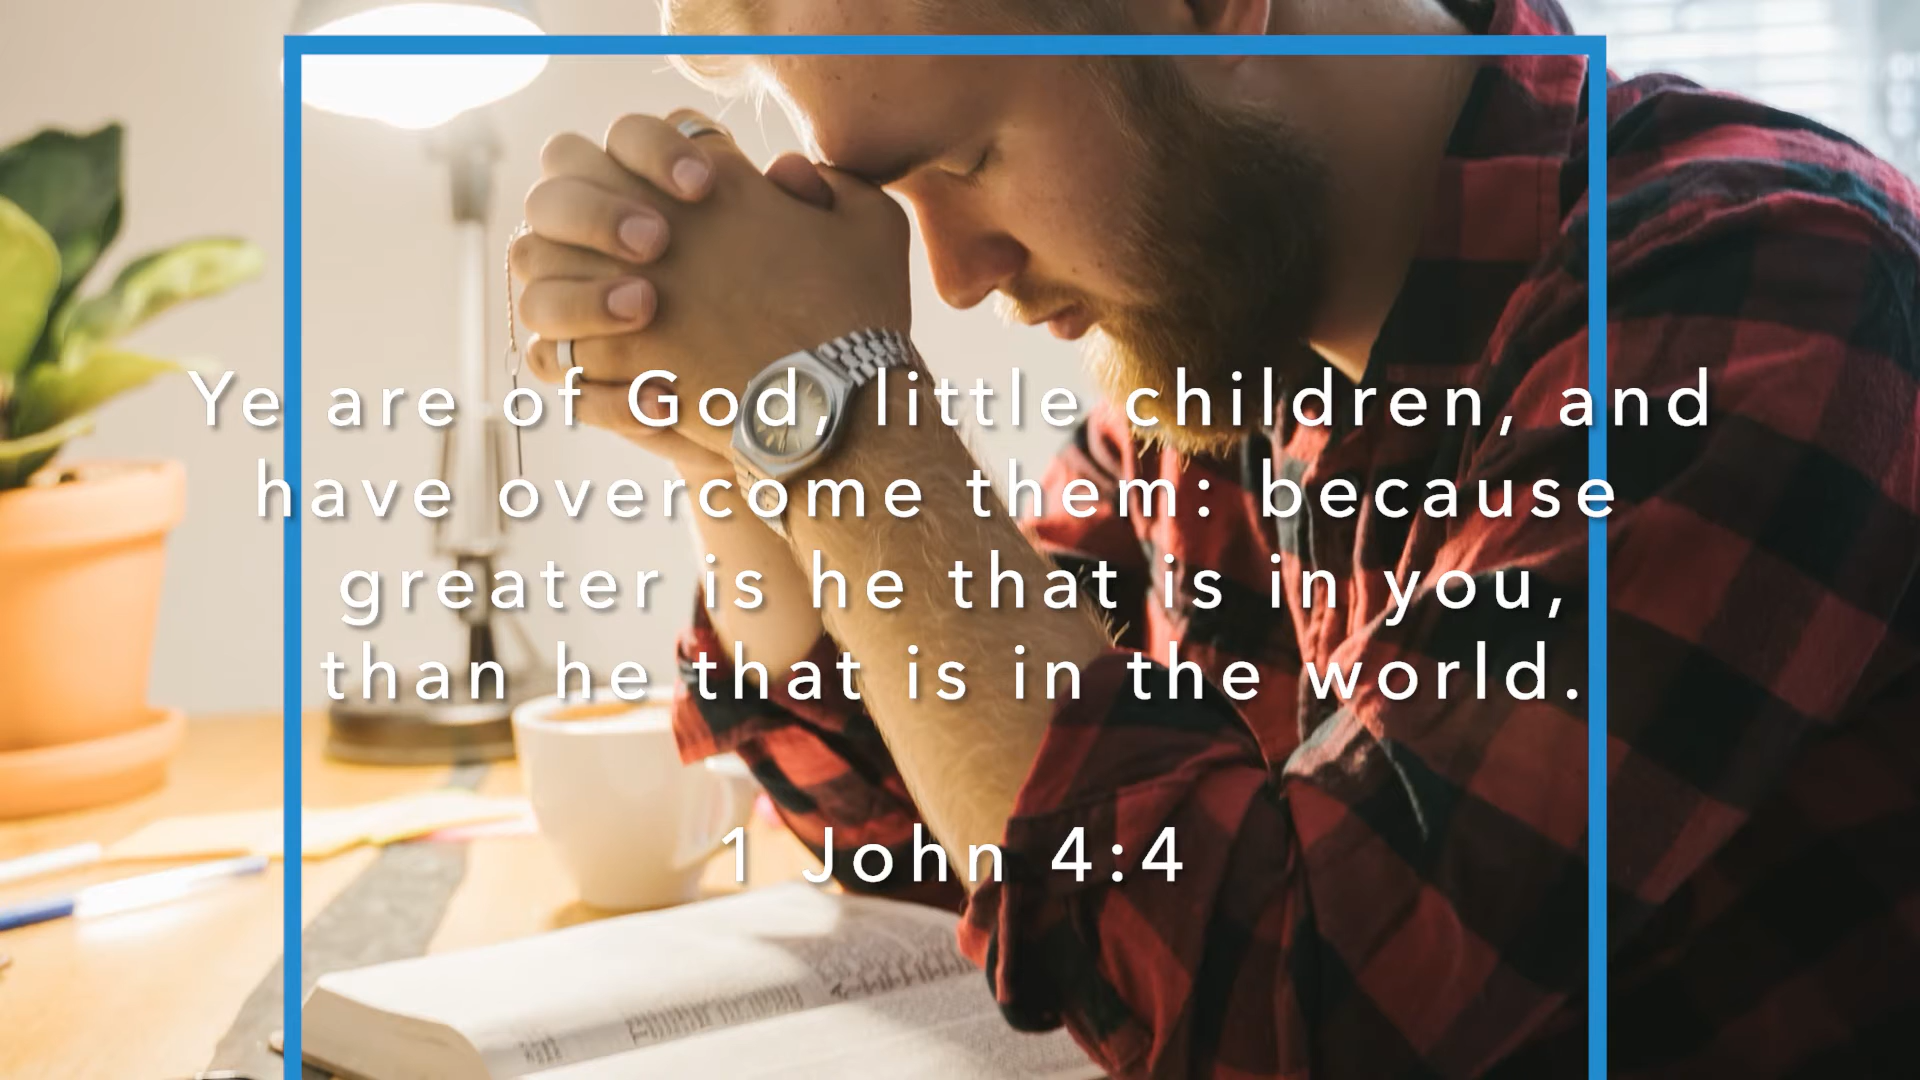 Ye are of God, little children, and
have overcome them: because
greater is he that is in you,
than he that is in the world.
1 John 4:4